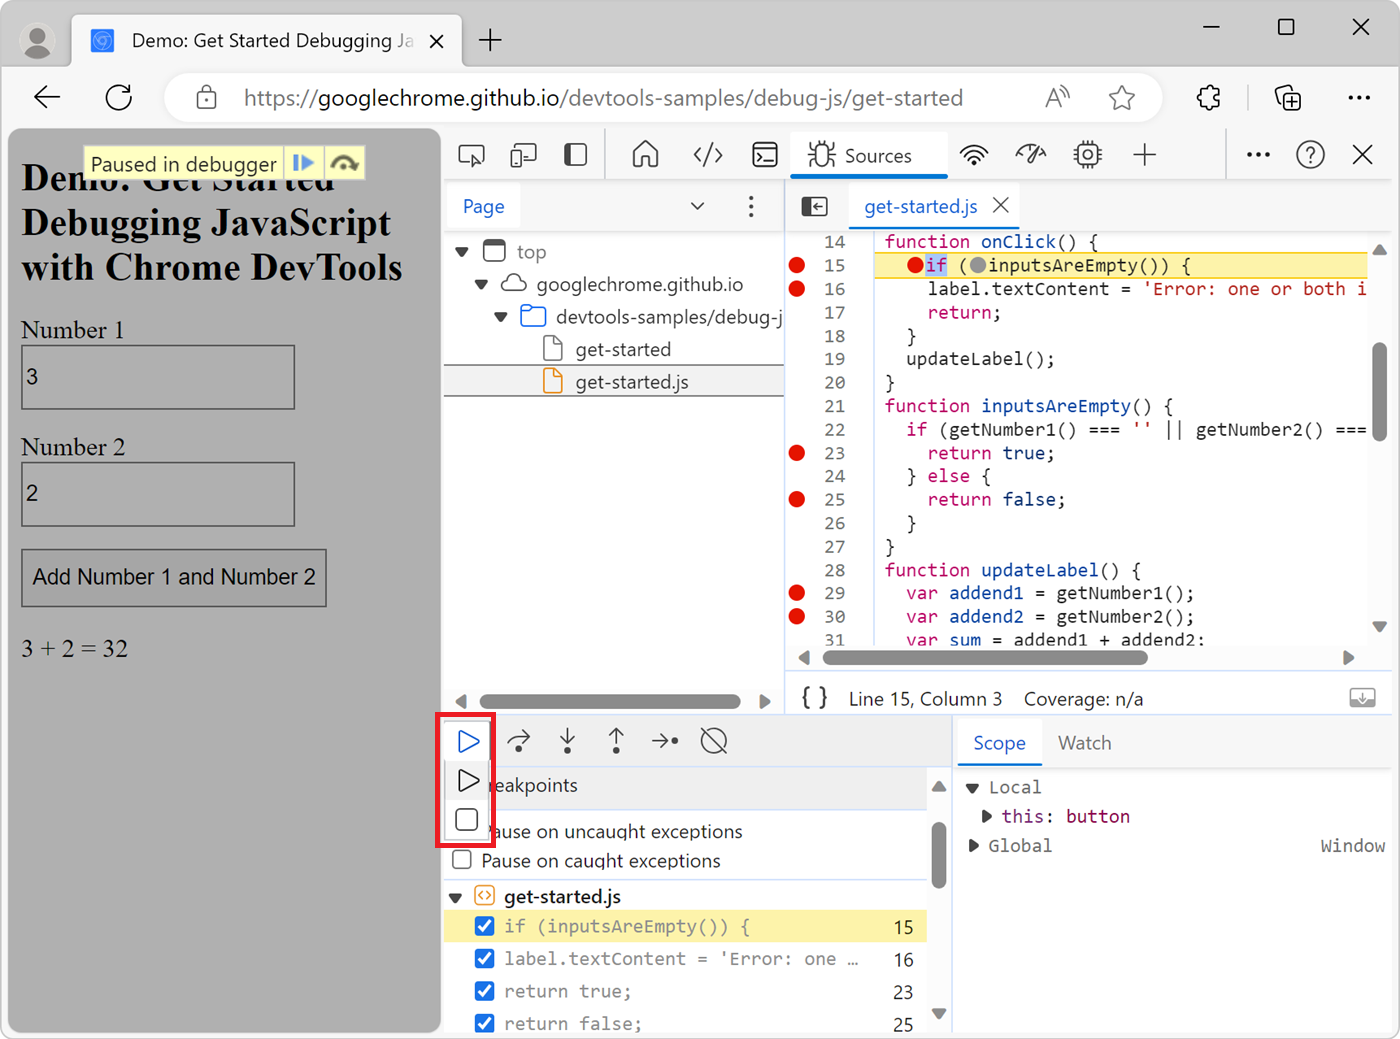 Demo: Get Started Debugging Ja
https://googlechrome.github.io/devtools-samples/debug-js/get-started
Paused in debugger
Demo: Get Started
Debugging JavaScript
with Chrome DevTools
Number 1
3
Number 2
2
Add Number 1 and Number 2
3 + 2 = 32
Sources
Page
top
googlechrome.github.io
devtools-samples/debug-j
get-started
get-started.js
get-started.js
14 function onClick() {
15 if (inputsAreEmpty()) {
16 label.textContent = 'Error: one or both i
17 return;
18 }
19 updateLabel();
20 }
21 function inputsAreEmpty() {
22 if (getNumber1() === '' || getNumber2() ===
23 return true;
24 } else {
25 return false;
26 }
27 }
28 function updateLabel() {
29 var addend1 = getNumber1();
30 var addend2 = getNumber2();
31 var sum = addend1 + addend2;
{ } Line 15, Column 3 Coverage: n/a
reakpoints
ause on uncaught exceptions
Pause on caught exceptions
get-started.js
if (inputsAreEmpty()) { 15
label.textContent = 'Error: one … 16
return true; 23
return false; 25
Scope Watch
Local
this: button
Global Window